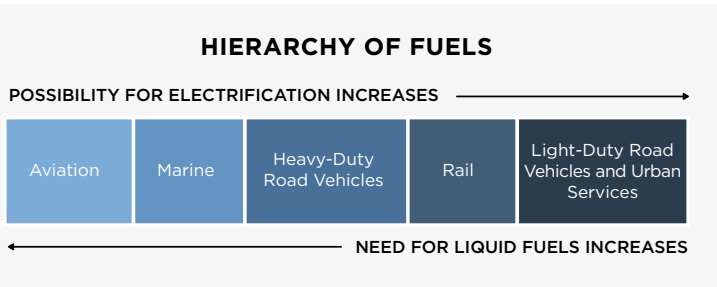 HIERARCHY OF FUELS
POSSIBILITY FOR ELECTRIFICATION INCREASES
Aviation
Marine
Heavy-Duty
Road Vehicles
Rail
Light-Duty Road
Vehicles and Urban
Services
NEED FOR LIQUID FUELS INCREASES